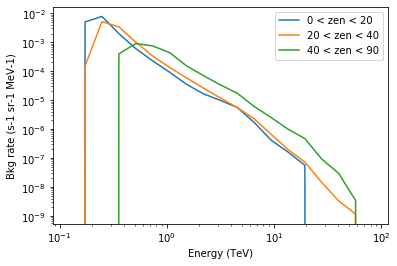 10⁻²
10⁻³
10⁻⁴
10⁻⁵
10⁻⁶
10⁻⁷
10⁻⁸
10⁻⁹
Bkg rate (s-1 sr-1 MeV-1)
0 < zen < 20
20 < zen < 40
40 < zen < 90
10⁻¹ 10⁰ 10¹ 10²
Energy (TeV)